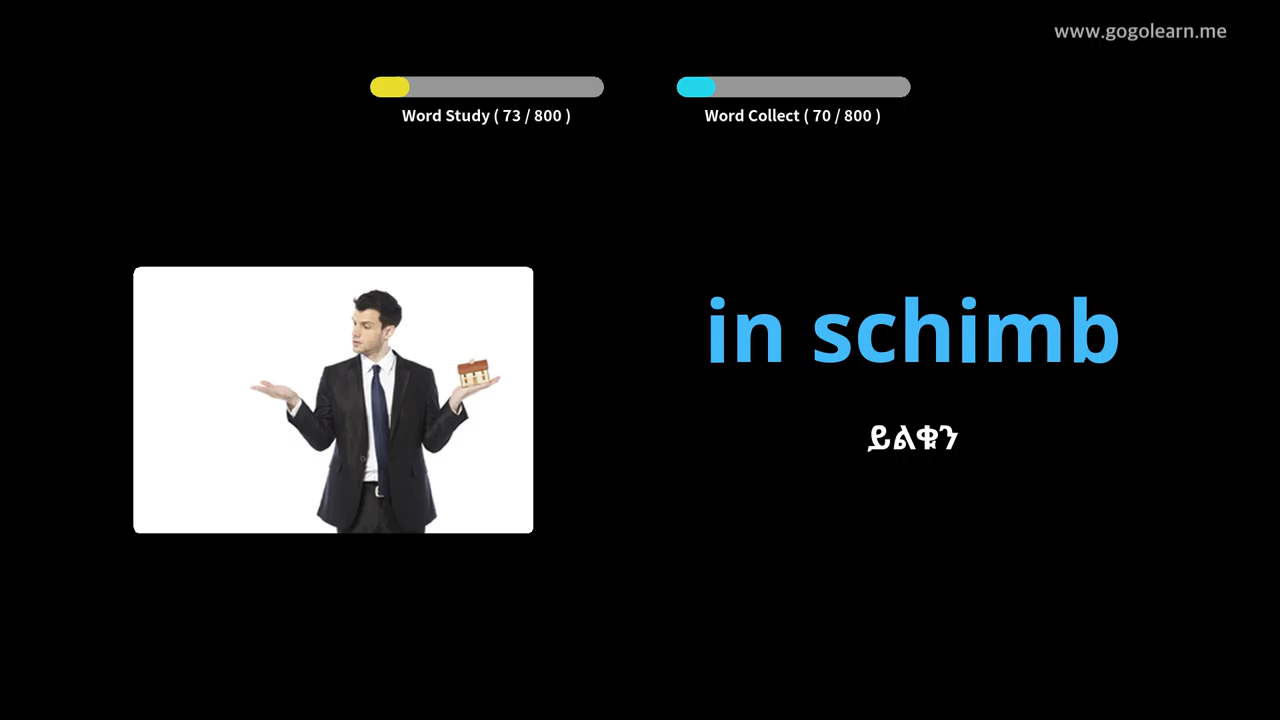 www.gogolearn.me
Word Study ( 73 / 800 )
Word Collect ( 70 / 800 )
in schimb
ይልቁን